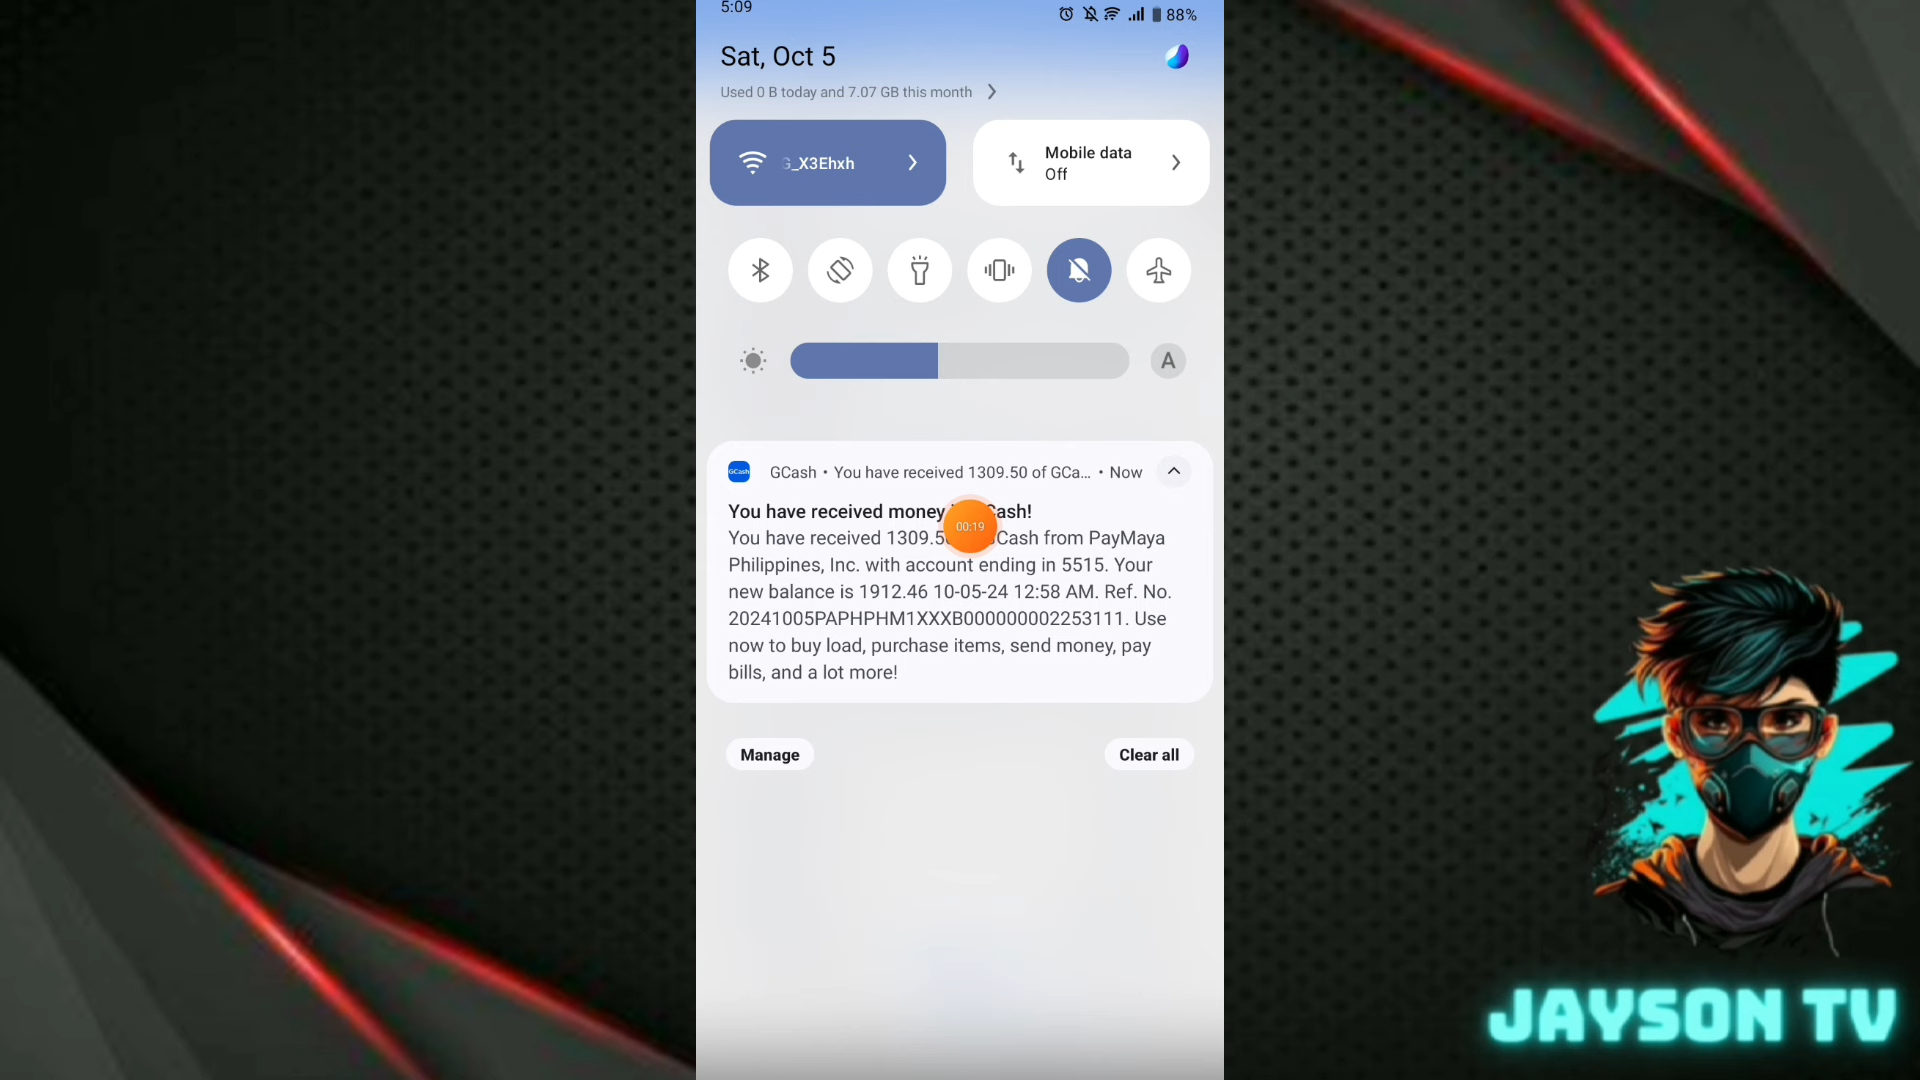 5:09
88%
Sat, Oct 5
Used 0 B today and 7.07 GB this month
G_X3Ehxh
Mobile data
Off
A
GCash
GCash • You have received 1309.50 of GCa... • Now
You have received money Cash!
00:19
You have received 1309.5 Cash from PayMaya
Philippines, Inc. with account ending in 5515. Your
new balance is 1912.46 10-05-24 12:58 AM. Ref. No.
20241005PAPHPHM1XXXB000000002253111. Use
now to buy load, purchase items, send money, pay
bills, and a lot more!
Manage
Clear all
JAYSON TV